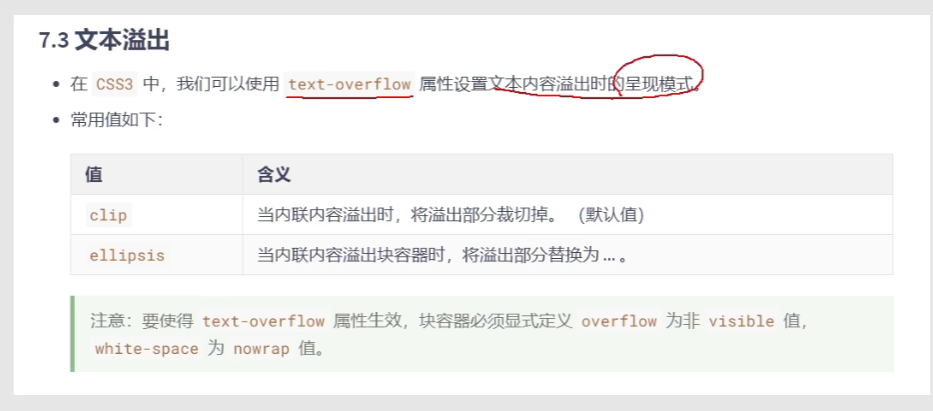 7.3 文本溢出
在 CSS3 中，我们可以使用 text-overflow 属性设置文本内容溢出时的呈现模式。
常用值如下：
值 含义
clip 当内联内容溢出时，将溢出部分裁切掉。（默认值）
ellipsis 当内联内容溢出块容器时，将溢出部分替换为 ... 。
注意：要使得 text-overflow 属性生效，块容器必须显式定义 overflow 为非 visible 值，
white-space 为 nowrap 值。